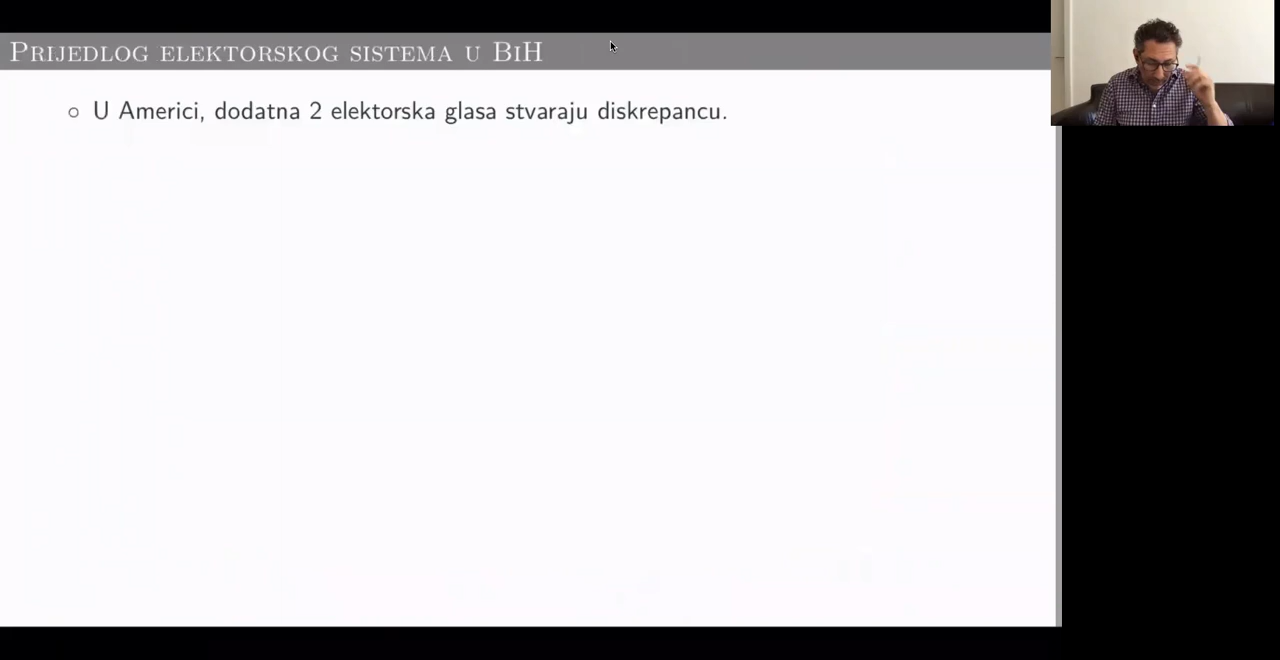 Prijedlog elektorskog sistema u BiH
U Americi, dodatna 2 elektorska glasa stvaraju diskrepancu.